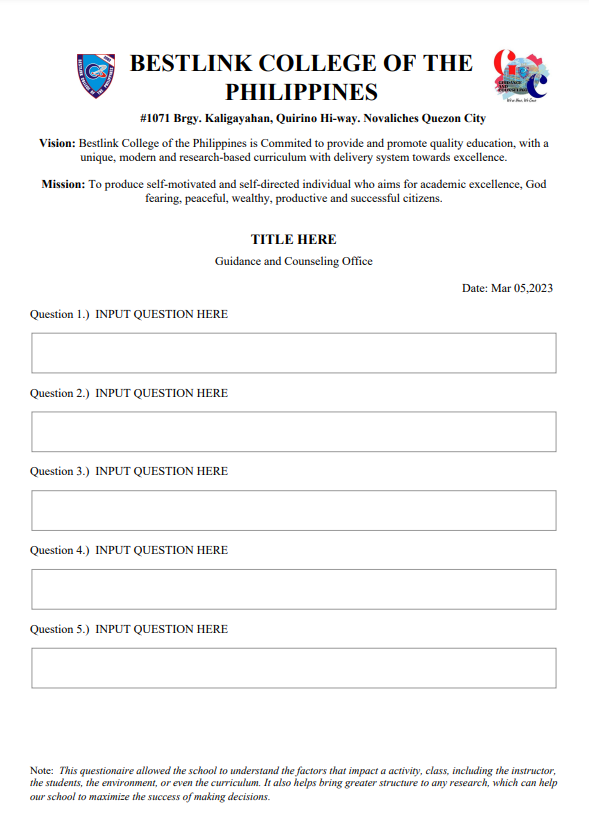 BESTLINK COLLEGE OF THE
PHILIPPINES
#1071 Brgy. Kaligayahan, Quirino Hi-way. Novaliches Quezon City
Vision: Bestlink College of the Philippines is Commited to provide and promote quality education, with a
unique, modern and research-based curriculum with delivery system towards excellence.
Mission: To produce self-motivated and self-directed individual who aims for academic excellence, God
fearing, peaceful, wealthy, productive and successful citizens.
TITLE HERE
Guidance and Counseling Office
Date: Mar 05,2023
Question 1.) INPUT QUESTION HERE
Question 2.) INPUT QUESTION HERE
Question 3.) INPUT QUESTION HERE
Question 4.) INPUT QUESTION HERE
Question 5.) INPUT QUESTION HERE
Note: This questionaire allowed the school to understand the factors that impact a activity, class, including the instructor,
the students, the environment, or even the curriculum. It also helps bring greater structure to any research, which can help
our school to maximize the success of making decisions.